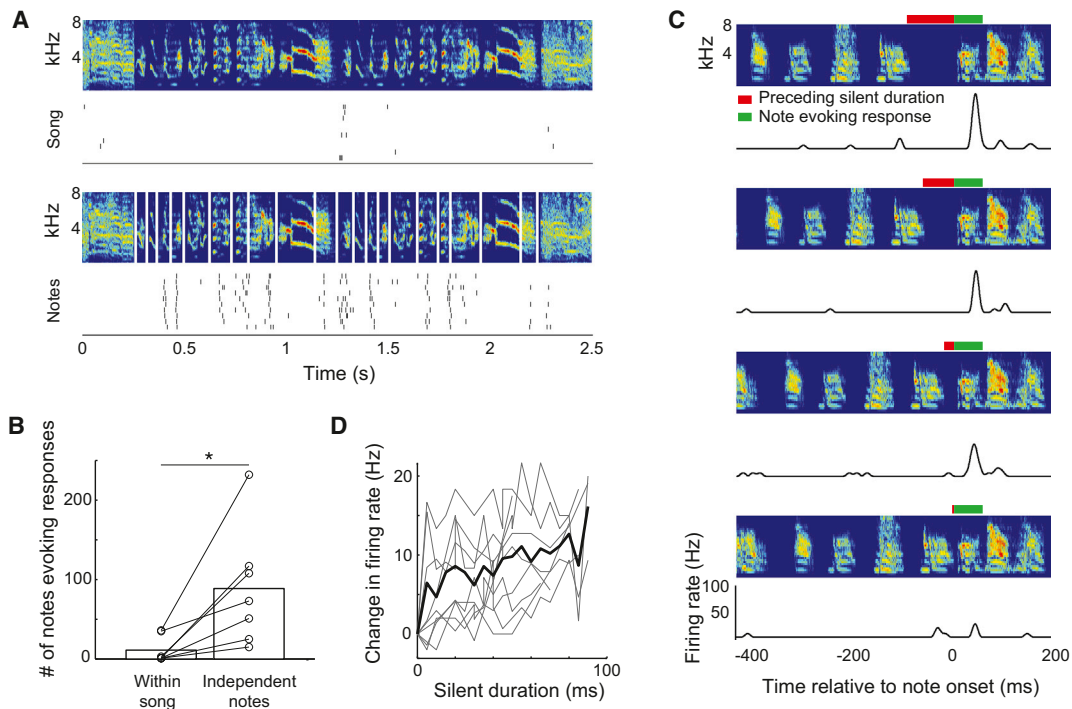 A
8
4
kHz
Song
8
4
kHz
Notes
0
0.5
1
1.5
2
2.5
Time (s)
B
# of notes evoking responses
200
100
0
*
Within song
Independent notes
D
Change in firing rate (Hz)
20
10
0
0
90
Silent duration (ms)
C
8
4
kHz
Preceding silent duration
Note evoking response
Firing rate (Hz)
100
50
-400
-200
0
200
Time relative to note onset (ms)